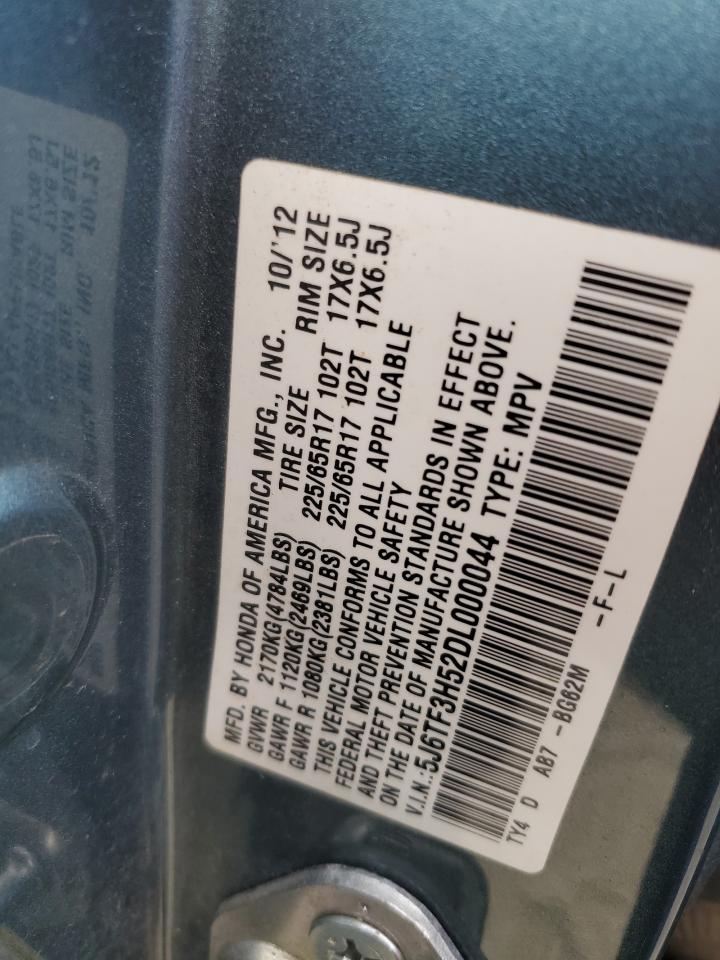 MFD. BY HONDA OF AMERICA MFG., INC. 10/'12
GVWR 2170KG(4784LBS) TIRE SIZE RIM SIZE
GAWR F 1120KG(2469LBS) 225/65R17 102T 17X6.5J
GAWR R 1080KG(2381LBS) 225/65R17 102T 17X6.5J
THIS VEHICLE CONFORMS TO ALL APPLICABLE
FEDERAL MOTOR VEHICLE SAFETY
AND THEFT PREVENTION STANDARDS IN EFFECT
ON THE DATE OF MANUFACTURE SHOWN ABOVE.
V.I.N.:5J6TF3H52DL000044 TYPE: MPV
TY4 D AB7 -BG62M -F-L